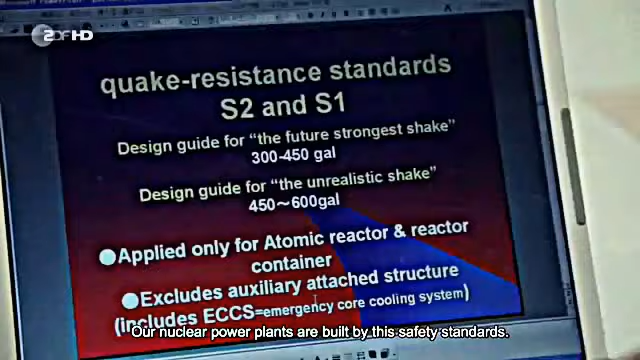 ZDF HD
quake-resistance standards
S2 and S1
Design guide for “the future strongest shake”
300-450 gal
Design guide for “the unrealistic shake”
450~600gal
●Applied only for Atomic reactor & reactor
container
●Excludes auxiliary attached structure
(includes ECCS=emergency core cooling system)
Our nuclear power plants are built by this safety standards.